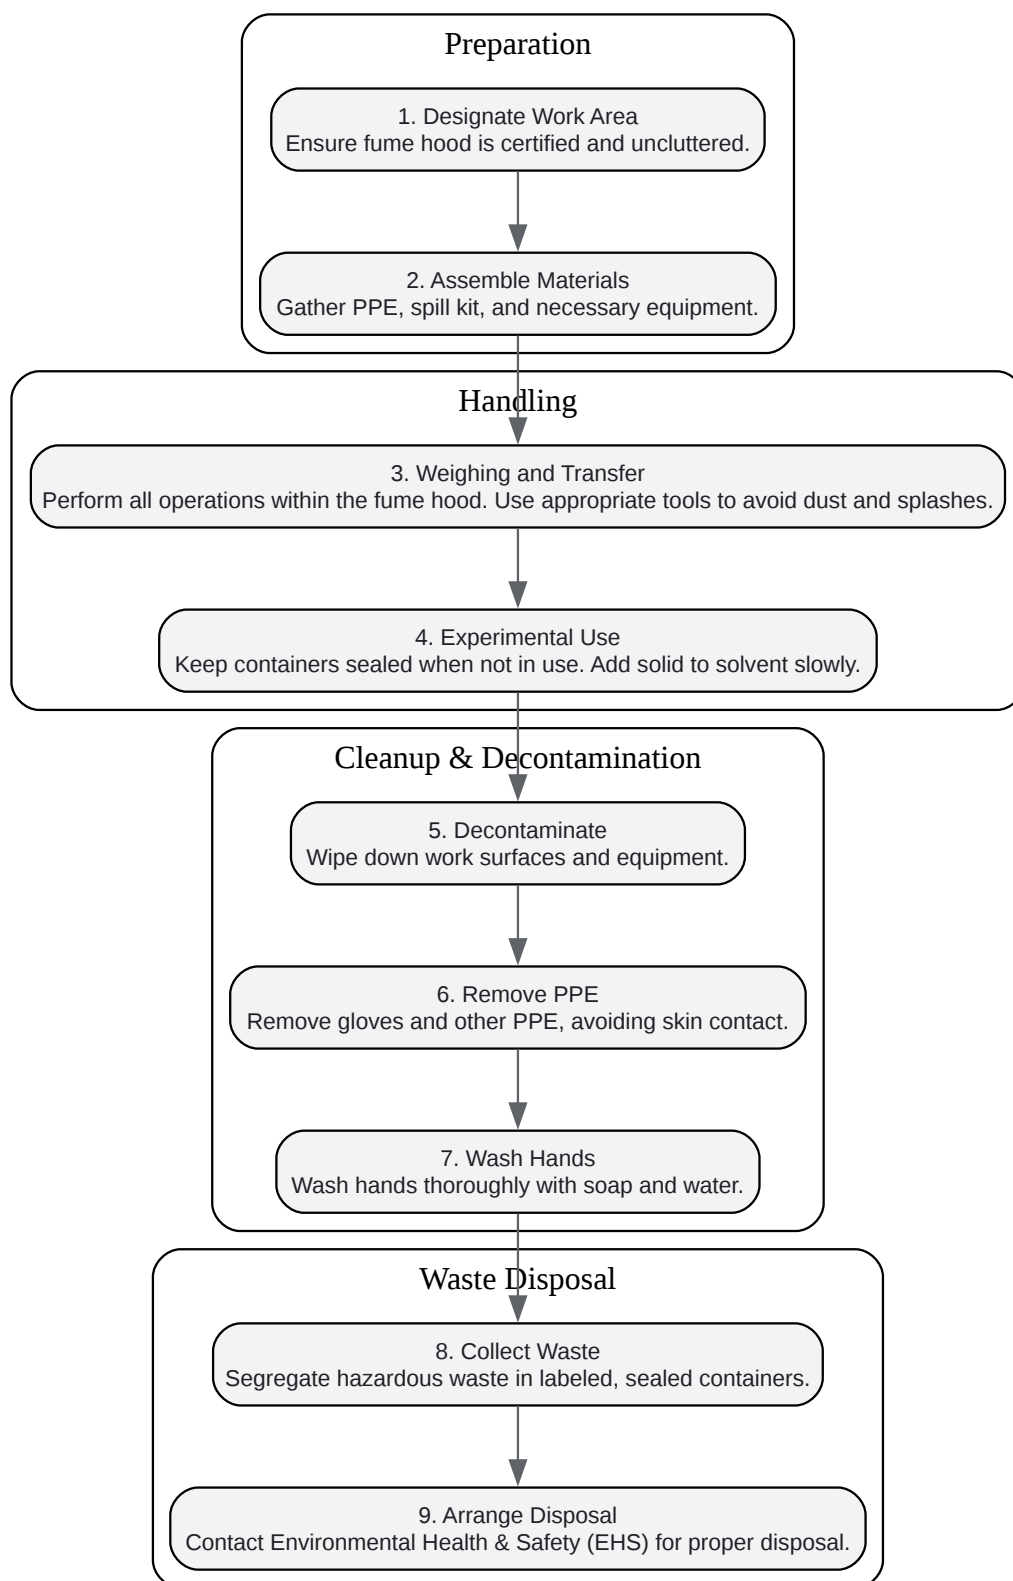 Preparation
1. Designate Work Area
Ensure fume hood is certified and uncluttered.
2. Assemble Materials
Gather PPE, spill kit, and necessary equipment.
Handling
3. Weighing and Transfer
Perform all operations within the fume hood. Use appropriate tools to avoid dust and splashes.
4. Experimental Use
Keep containers sealed when not in use. Add solid to solvent slowly.
Cleanup & Decontamination
5. Decontaminate
Wipe down work surfaces and equipment.
6. Remove PPE
Remove gloves and other PPE, avoiding skin contact.
7. Wash Hands
Wash hands thoroughly with soap and water.
Waste Disposal
8. Collect Waste
Segregate hazardous waste in labeled, sealed containers.
9. Arrange Disposal
Contact Environmental Health & Safety (EHS) for proper disposal.